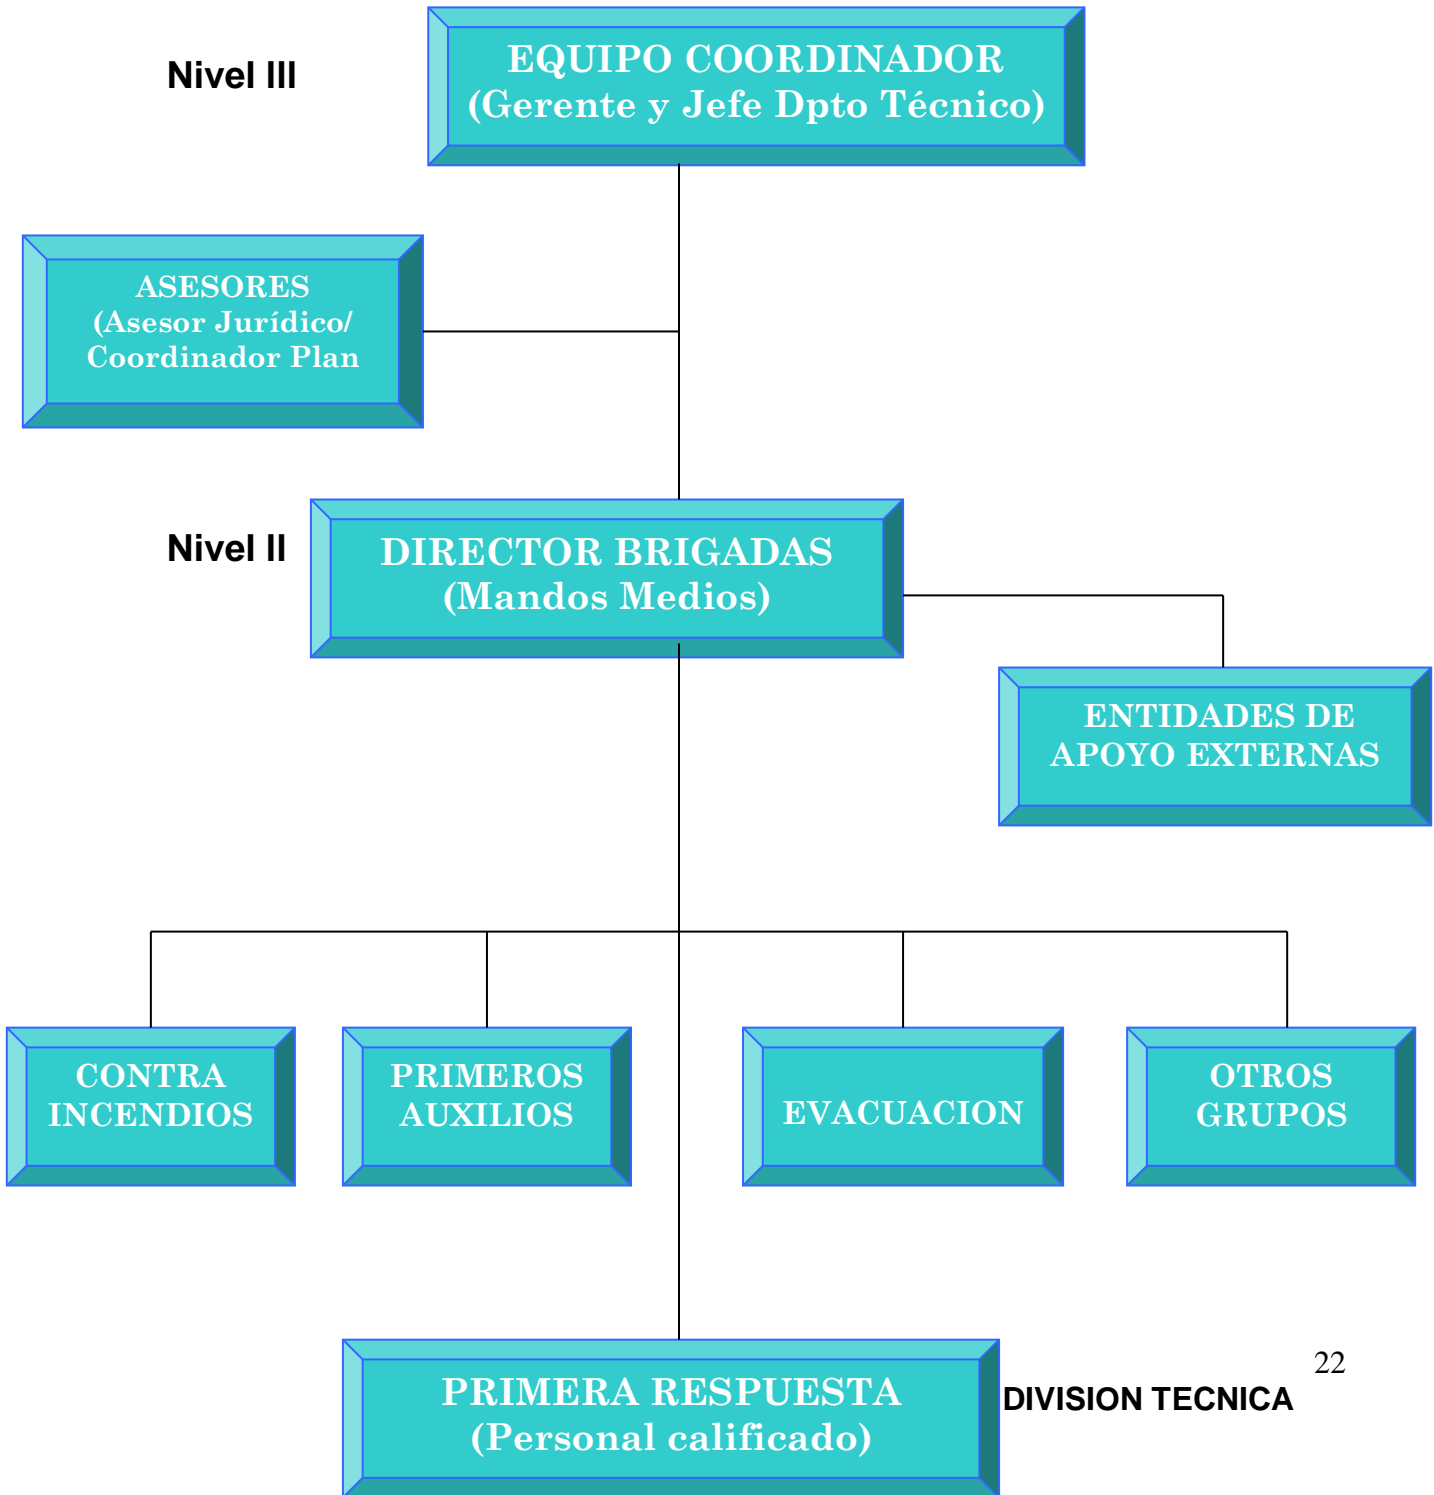 Nivel III
EQUIPO COORDINADOR
(Gerente y Jefe Dpto Técnico)
ASESORES
(Asesor Jurídico/
Coordinador Plan
Nivel II
DIRECTOR BRIGADAS
(Mandos Medios)
ENTIDADES DE
APOYO EXTERNAS
CONTRA
INCENDIOS
PRIMEROS
AUXILIOS
EVACUACION
OTROS
GRUPOS
PRIMERA RESPUESTA
(Personal calificado)
22
DIVISION TECNICA